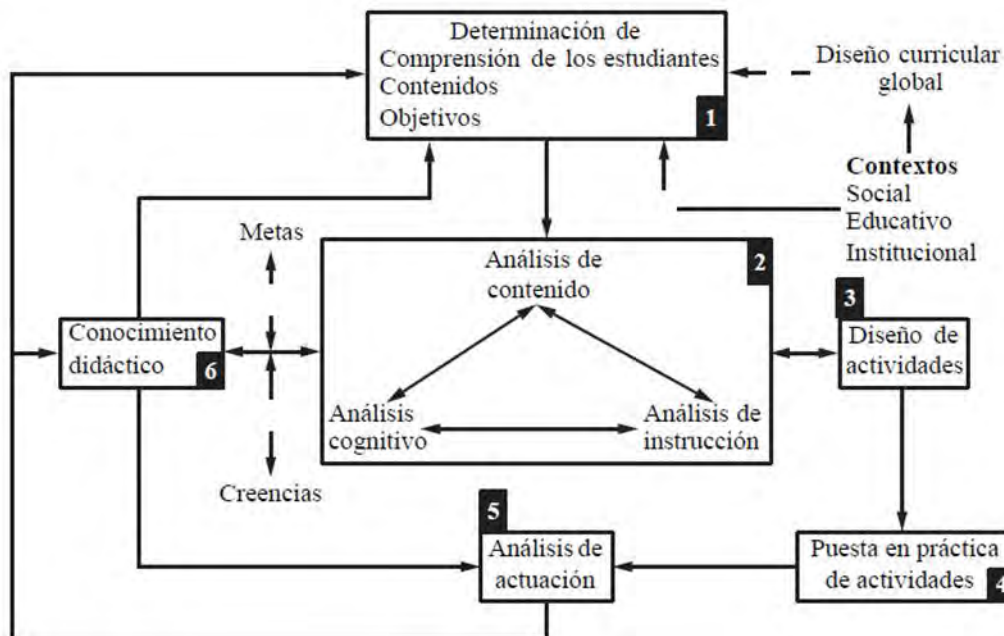 Determinación de
Comprensión de los estudiantes
Contenidos
Objetivos
1
Diseño curricular
global
Contextos
Social
Educativo
Institucional
Metas
Análisis de
contenido
2
3
Conocimiento
didáctico
6
Diseño de
actividades
Análisis
cognitivo
Análisis de
instrucción
Creencias
5
Análisis de
actuación
Puesta en práctica
de actividades
4